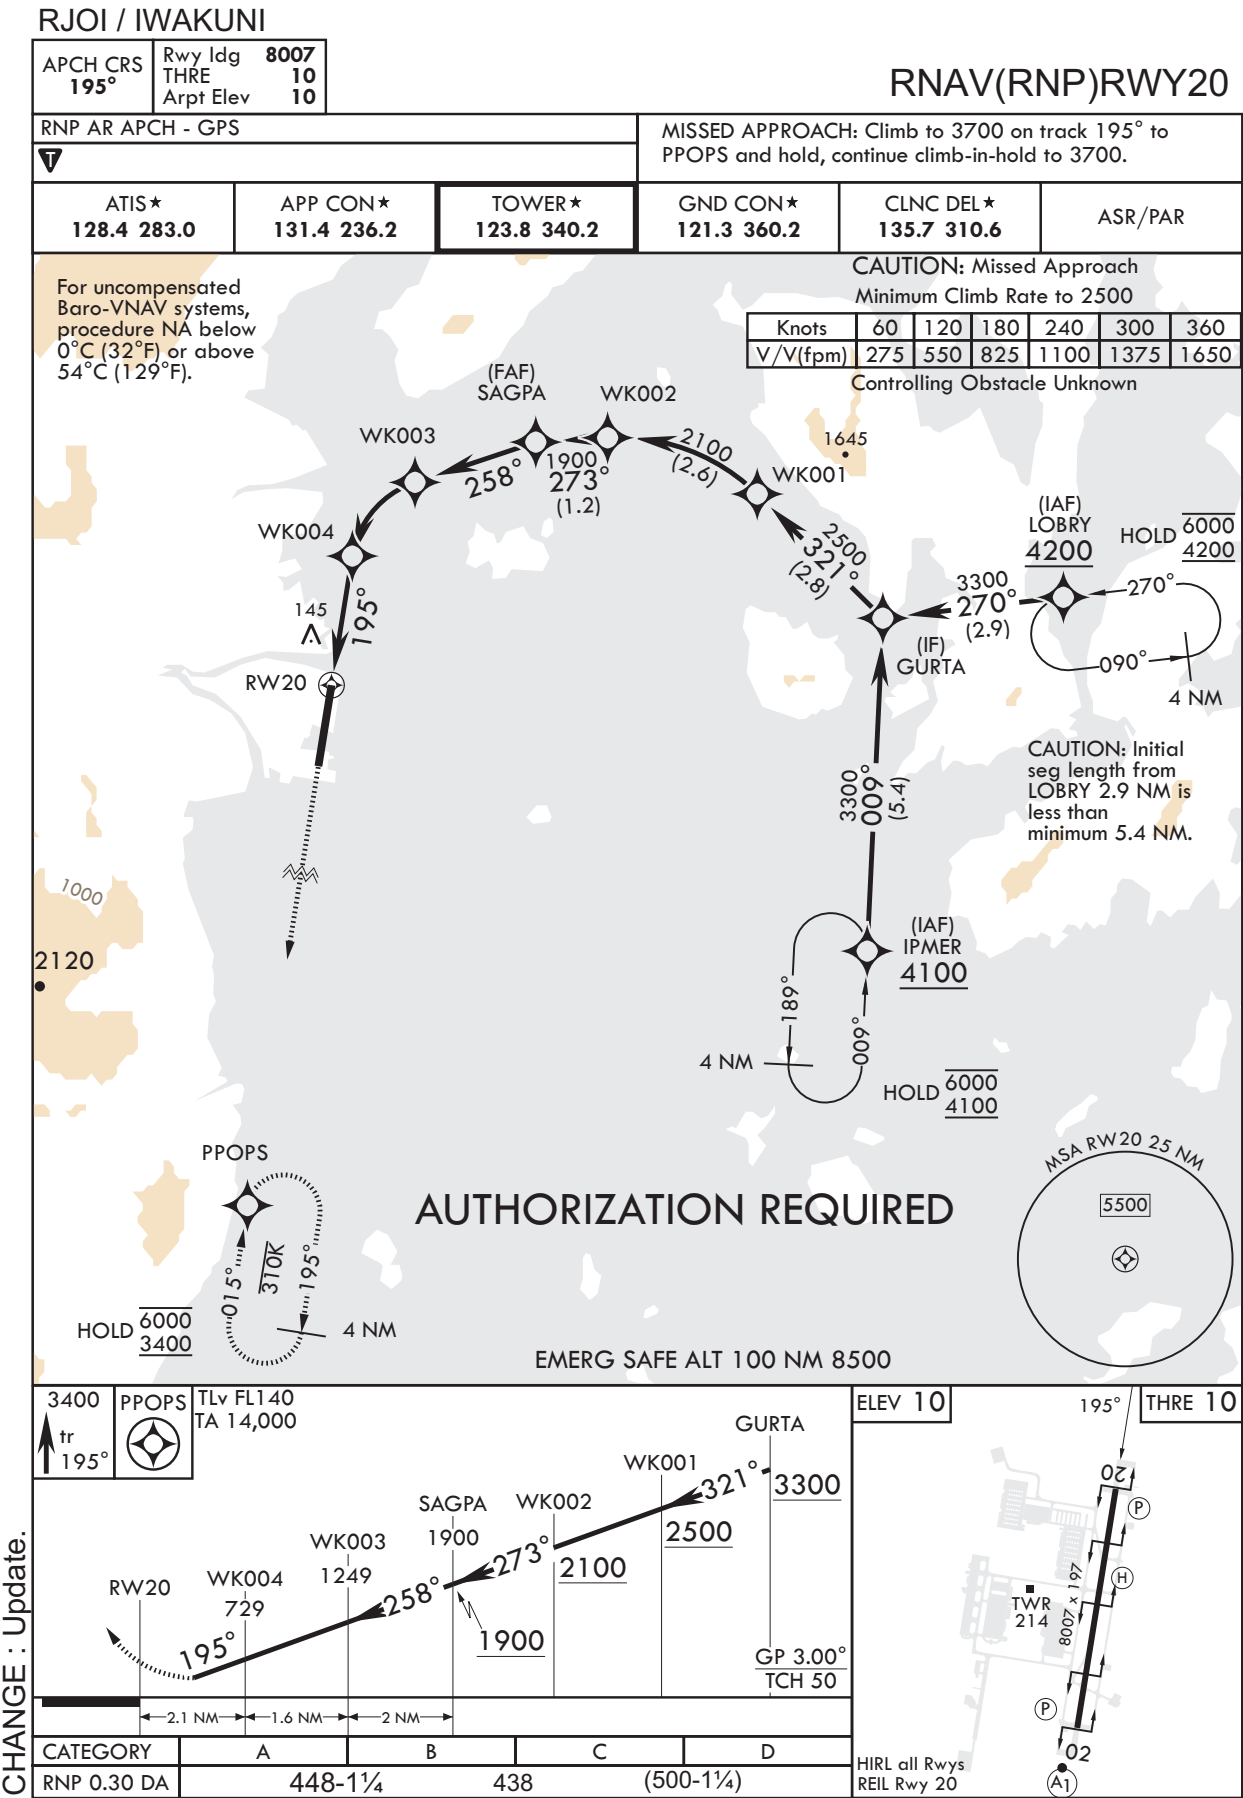 RJOI / IWAKUNI
APCH CRS
195°
Rwy ldg 8007
THRE 10
Arpt Elev 10
RNAV(RNP)RWY20
RNP AR APCH - GPS
T
MISSED APPROACH: Climb to 3700 on track 195° to
PPOPS and hold, continue climb-in-hold to 3700.
ATIS★
128.4 283.0
APP CON★
131.4 236.2
TOWER★
123.8 340.2
GND CON★
121.3 360.2
CLNC DEL★
135.7 310.6
ASR/PAR
For uncompensated
Baro-VNAV systems,
procedure NA below
0°C (32°F) or above
54°C (129°F).
CAUTION: Missed Approach
Minimum Climb Rate to 2500
Knots 60 120 180 240 300 360
V/V(fpm) 275 550 825 1100 1375 1650
Controlling Obstacle Unknown
(FAF)
SAGPA
WK002
WK003
2100
(2.6)
1645
WK001
258°
1900
273°
(1.2)
WK004
2500
321°
(2.8)
(IAF)
LOBRY
4200
HOLD 6000
4200
3300
270°
(2.9)
270°
090°
4 NM
145
195°
(IF)
GURTA
RW20
3300
009°
(5.4)
CAUTION: Initial
seg length from
LOBRY 2.9 NM is
less than
minimum 5.4 NM.
1000
2120
(IAF)
IPMER
4100
189°
009°
4 NM
HOLD 6000
4100
PPOPS
310K
015°
195°
HOLD 6000
3400
4 NM
AUTHORIZATION REQUIRED
MSA RW20 25 NM
5500
EMERG SAFE ALT 100 NM 8500
3400
tr
195°
PPOPS
TLv FL140
TA 14,000
GURTA
3300
WK001
321°
2500
WK002
2100
SAGPA
1900
273°
1900
WK003
1249
258°
WK004
729
195°
RW20
GP 3.00°
TCH 50
2.1 NM
1.6 NM
2 NM
CATEGORY A B C D
RNP 0.30 DA 448-1¼ 438 (500-1¼)
ELEV 10
195°
THRE 10
20
P
H
TWR
214
8007 x 197
P
02
A1
HIRL all Rwys
REIL Rwy 20
CHANGE : Update.